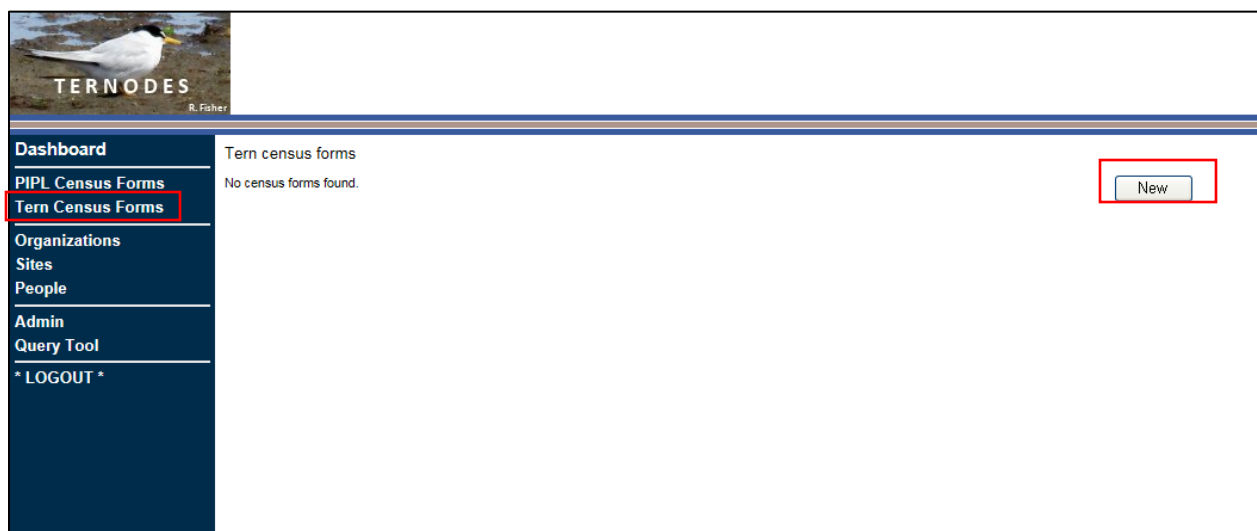 TERNODES
R. Fisher
Dashboard
PIPL Census Forms
Tern Census Forms
Organizations
Sites
People
Admin
Query Tool
* LOGOUT *
Tern census forms
No census forms found.
New